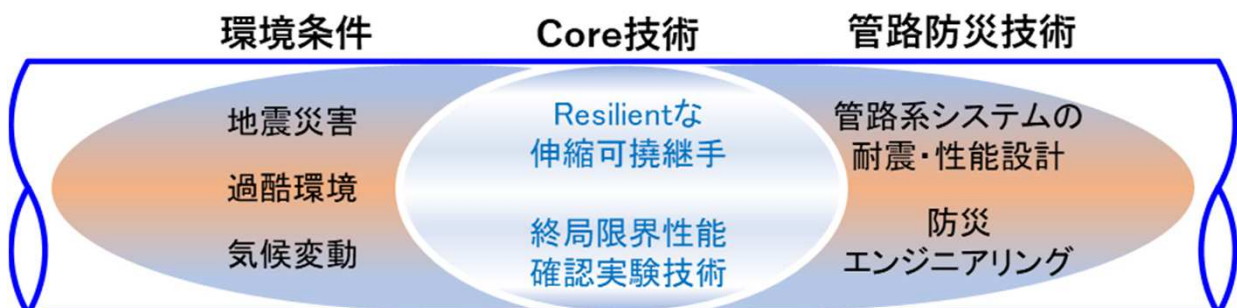 環境条件
Core技術
管路防災技術
地震災害
過酷環境
気候変動
Resilientな
伸縮可撓継手
終局限界性能
確認実験技術
管路系システムの
耐震・性能設計
防災
エンジニアリング